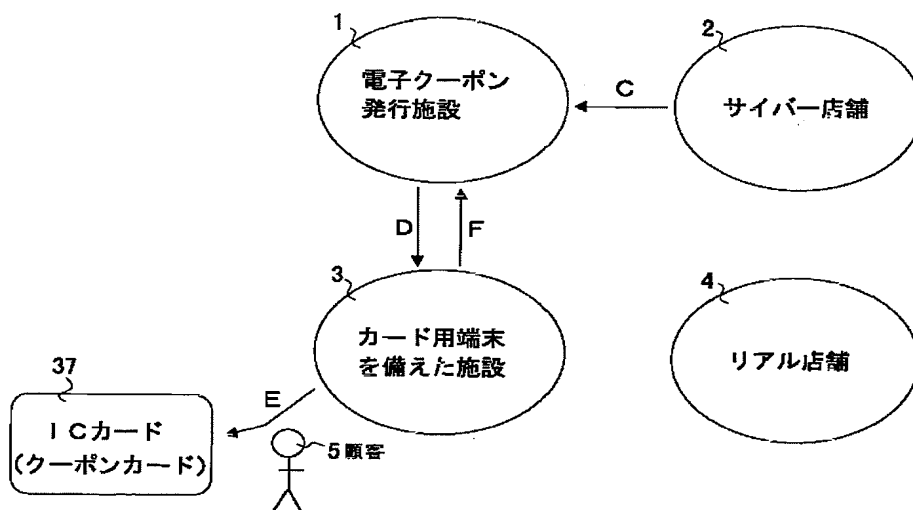 1
電子クーポン
発行施設
C
2
サイバー店舗
D
F
3
カード用端末
を備えた施設
4
リアル店舗
37
ICカード
(クーポンカード)
E
5顧客